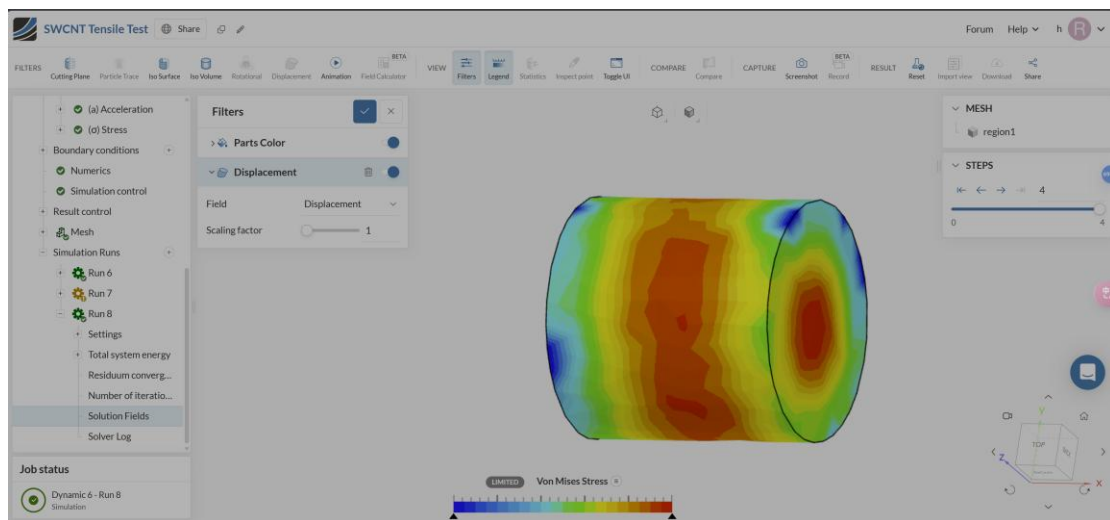 SWCNT Tensile Test Share Forum Help h R
FILTERS Cutting Plane Particle Trace Iso Surface Iso Volume Rotational Displacement Animation BETA Field Calculator VIEW Filters Legend Statistics Inspect point Toggle UI COMPARE Compare CAPTURE Screenshot BETA Record RESULT Reset Import view Download Share
(a) Acceleration
(σ) Stress
Boundary conditions
Numerics
Simulation control
Result control
Mesh
Simulation Runs
Run 6
Run 7
Run 8
Settings
Total system energy
Residuum converg...
Number of iteratio...
Solution Fields
Solver Log
Job status
Dynamic 6 - Run 8
Simulation
Filters
Parts Color
Displacement
Field Displacement
Scaling factor 1
MESH
region1
STEPS
4
0 4
LIMITED Von Mises Stress
Y
TOP
Z
X